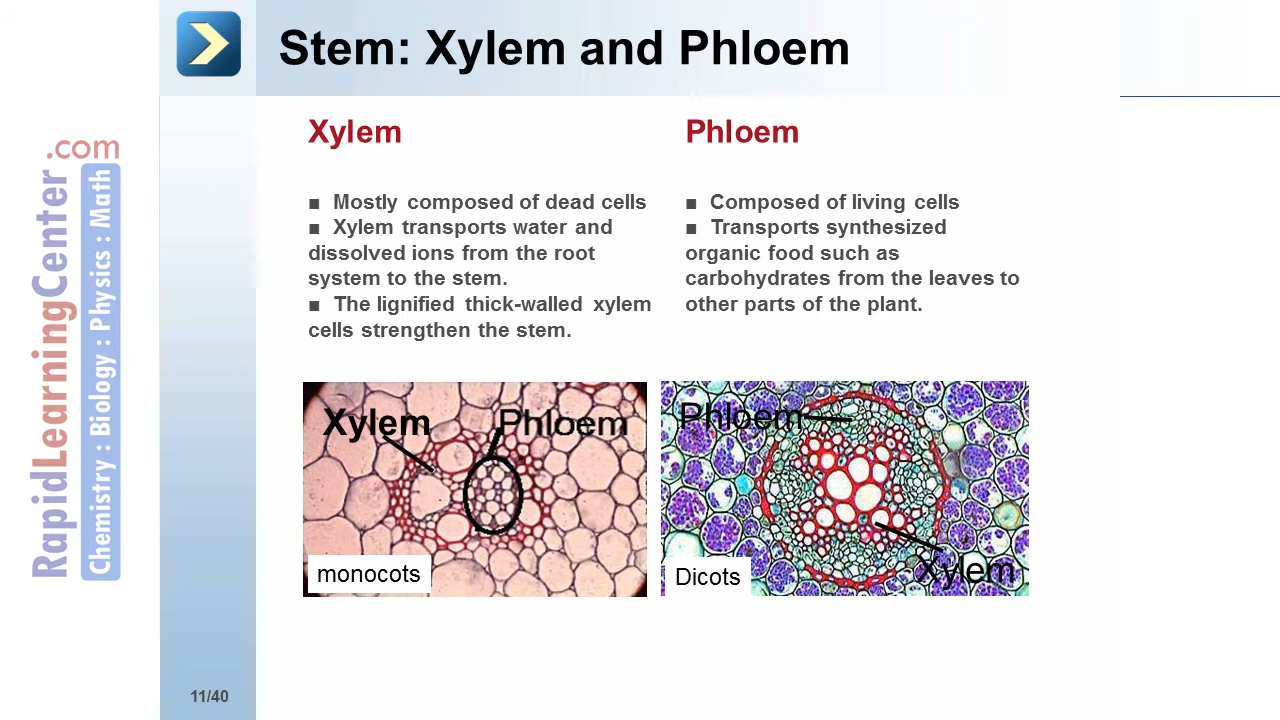 Stem: Xylem and Phloem
RapidLearningCenter.com
Chemistry : Biology : Physics : Math
Xylem
■ Mostly composed of dead cells
■ Xylem transports water and
dissolved ions from the root
system to the stem.
■ The lignified thick-walled xylem
cells strengthen the stem.
Phloem
■ Composed of living cells
■ Transports synthesized
organic food such as
carbohydrates from the leaves to
other parts of the plant.
Xylem
Phloem
monocots
Phloem
Xylem
Dicots
11/40